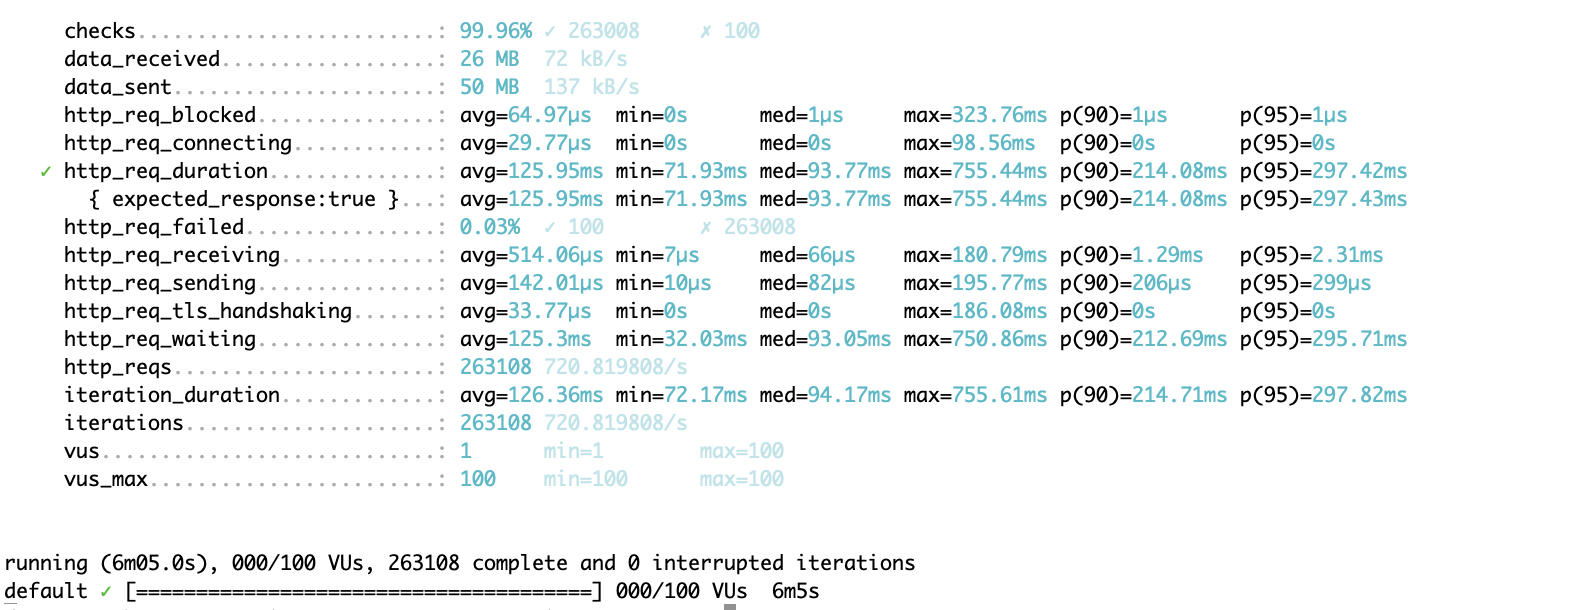 checks.........................: 99.96% ✓ 263008     ✗ 100
data_received..................: 26 MB  72 kB/s
data_sent......................: 50 MB  137 kB/s
http_req_blocked...............: avg=64.97µs  min=0s      med=1µs     max=323.76ms p(90)=1µs      p(95)=1µs
http_req_connecting............: avg=29.77µs  min=0s      med=0s      max=98.56ms  p(90)=0s       p(95)=0s
✓ http_req_duration..............: avg=125.95ms min=71.93ms med=93.77ms max=755.44ms p(90)=214.08ms p(95)=297.42ms
{ expected_response:true }...: avg=125.95ms min=71.93ms med=93.77ms max=755.44ms p(90)=214.08ms p(95)=297.43ms
http_req_failed................: 0.03%  ✓ 100        ✗ 263008
http_req_receiving.............: avg=514.06µs min=7µs     med=66µs    max=180.79ms p(90)=1.29ms   p(95)=2.31ms
http_req_sending...............: avg=142.01µs min=10µs    med=82µs    max=195.77ms p(90)=206µs    p(95)=299µs
http_req_tls_handshaking.......: avg=33.77µs  min=0s      med=0s      max=186.08ms p(90)=0s       p(95)=0s
http_req_waiting...............: avg=125.3ms  min=32.03ms med=93.05ms max=750.86ms p(90)=212.69ms p(95)=295.71ms
http_reqs......................: 263108 720.819808/s
iteration_duration.............: avg=126.36ms min=72.17ms med=94.17ms max=755.61ms p(90)=214.71ms p(95)=297.82ms
iterations.....................: 263108 720.819808/s
vus............................: 1      min=1        max=100
vus_max........................: 100    min=100      max=100
running (6m05.0s), 000/100 VUs, 263108 complete and 0 interrupted iterations
default ✓ [======================================] 000/100 VUs  6m5s